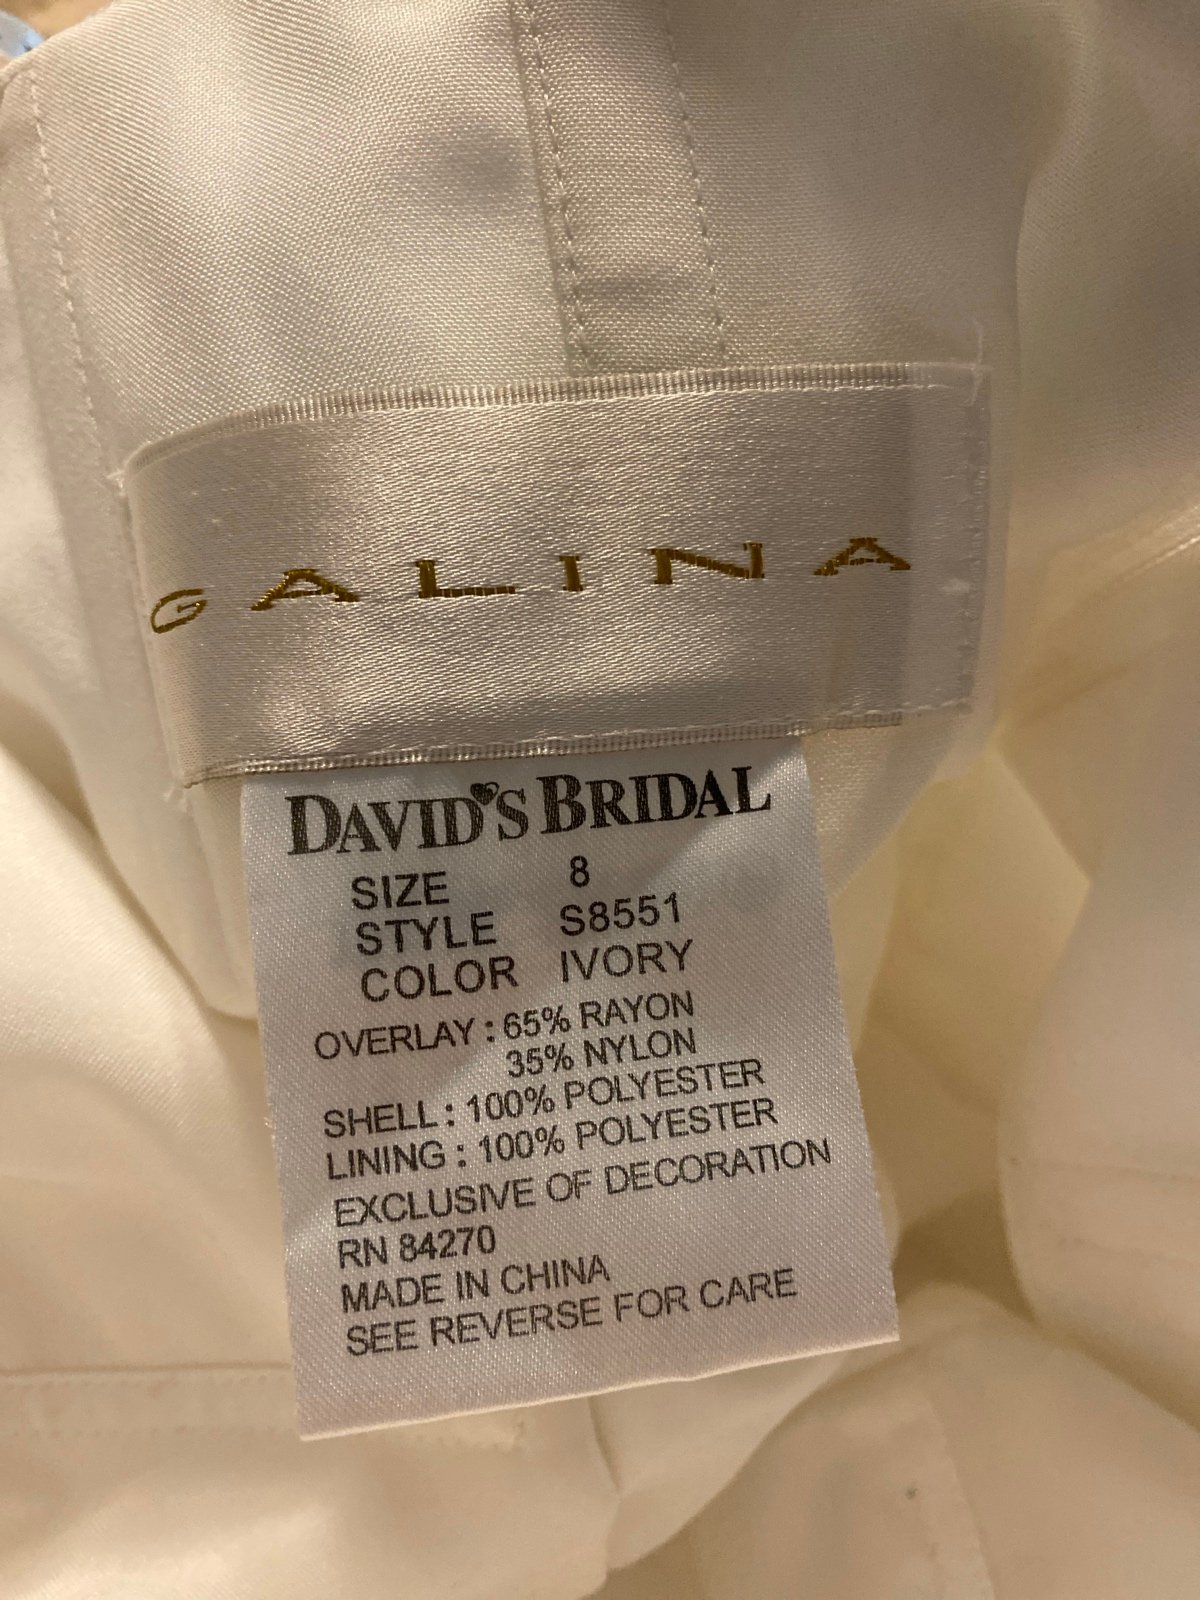 GALINA
DAVID'S BRIDAL
SIZE 8
STYLE S8551
COLOR IVORY
OVERLAY : 65% RAYON
35% NYLON
SHELL : 100% POLYESTER
LINING : 100% POLYESTER
EXCLUSIVE OF DECORATION
RN 84270
MADE IN CHINA
SEE REVERSE FOR CARE